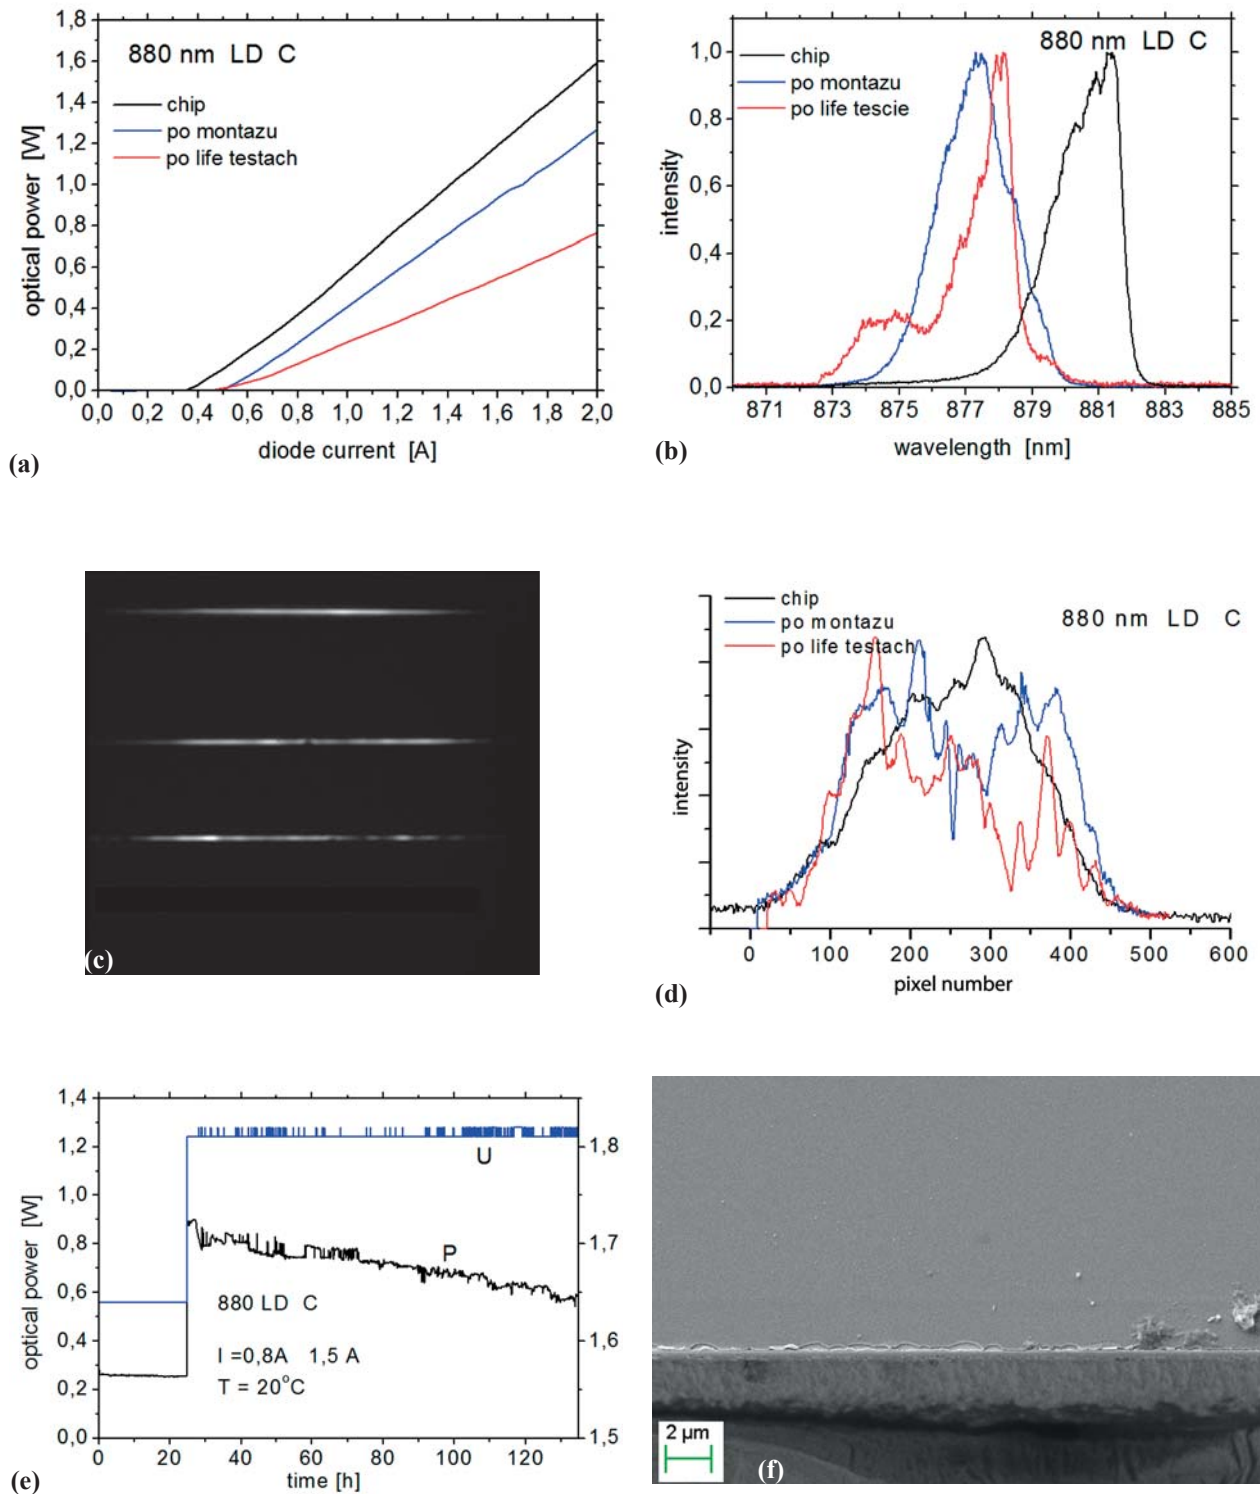 880 nm LD C
chip
po montazu
po life testach
optical power [W]
1,8
1,6
1,4
1,2
1,0
0,8
0,6
0,4
0,2
0,0
0,0 0,2 0,4 0,6 0,8 1,0 1,2 1,4 1,6 1,8 2,0
diode current [A]
(a)
880 nm LD C
chip
po montazu
po life tescie
intensity
1,0
0,8
0,6
0,4
0,2
0,0
871 873 875 877 879 881 883 885
wavelength [nm]
(b)
(c)
chip
po montazu
po life testach
880 nm LD C
intensity
0 100 200 300 400 500 600
pixel number
(d)
optical power [W]
1,4
1,2
1,0
0,8
0,6
0,4
0,2
0,0
U
P
880 LD C
I =0,8A 1,5 A
T = 20°C
1,8
1,7
1,6
1,5
0 20 40 60 80 100 120
time [h]
(e)
2 µm
(f)